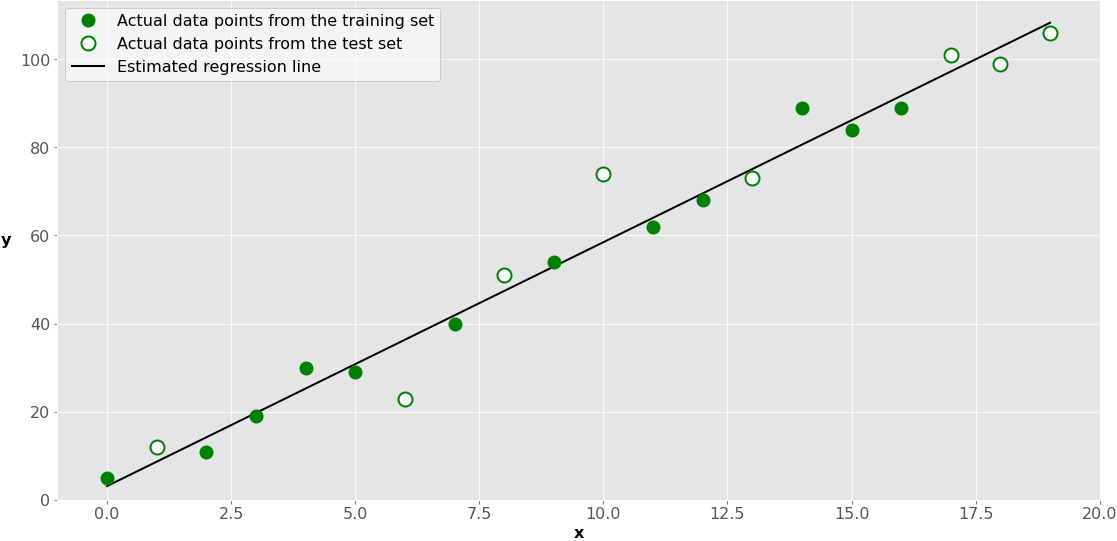 Actual data points from the training set
Actual data points from the test set
Estimated regression line
100
80
60
y
40
20
0
0.0 2.5 5.0 7.5 10.0 12.5 15.0 17.5 20.0
x